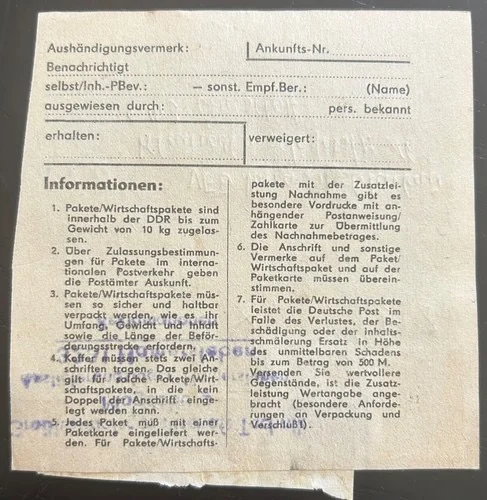 Aushändigungsvermerk:
Ankunfts-Nr.
Benachrichtigt
selbst/Inh.-PBev.: — sonst. Empf.Ber.: (Name)
ausgewiesen durch: pers. bekannt
erhalten:
verweigert:
Informationen:
1. Pakete/Wirtschaftspakete sind
innerhalb der DDR bis zum
Gewicht von 10 kg zugelas-
sen.
2. Über Zulassungsbestimmun-
gen für Pakete im interna-
tionalen Postverkehr geben
die Postämter Auskunft.
3. Pakete/Wirtschaftspakete müs-
sen so sicher und haltbar
verpackt werden, wie es ihr
Umfang, Gewicht und Inhalt
sowie die Länge der Beför-
derungsstrecke erfordern.
4. Koffer müssen stets zwei An-
schriften tragen. Das gleiche
gilt für solche Pakete/Wirt-
schaftspakete, in die kein
Doppel der Anschrift einge-
legt werden kann.
5. Jedes Paket muß mit einer
Paketkarte eingeliefert wer-
den. Für Pakete/Wirtschafts-
pakete mit der Zusatzlei-
stung Nachnahme gibt es
besondere Vordrucke mit an-
hängender Postanweisung/
Zahlkarte zur Übermittlung
des Nachnahmebetrages.
6. Die Anschrift und sonstige
Vermerke auf dem Paket/
Wirtschaftspaket und auf der
Paketkarte müssen überein-
stimmen.
7. Für Pakete/Wirtschaftspakete
leistet die Deutsche Post im
Falle des Verlustes, der Be-
schädigung oder der Inhalts-
schmälerung Ersatz in Höhe
des unmittelbaren Schadens
bis zum Betrag von 500 M.
Versenden Sie wertvollere
Gegenstände, ist die Zusatz-
leistung Wertangabe ange-
bracht (besondere Anforde-
rungen an Verpackung und
Verschluß!).